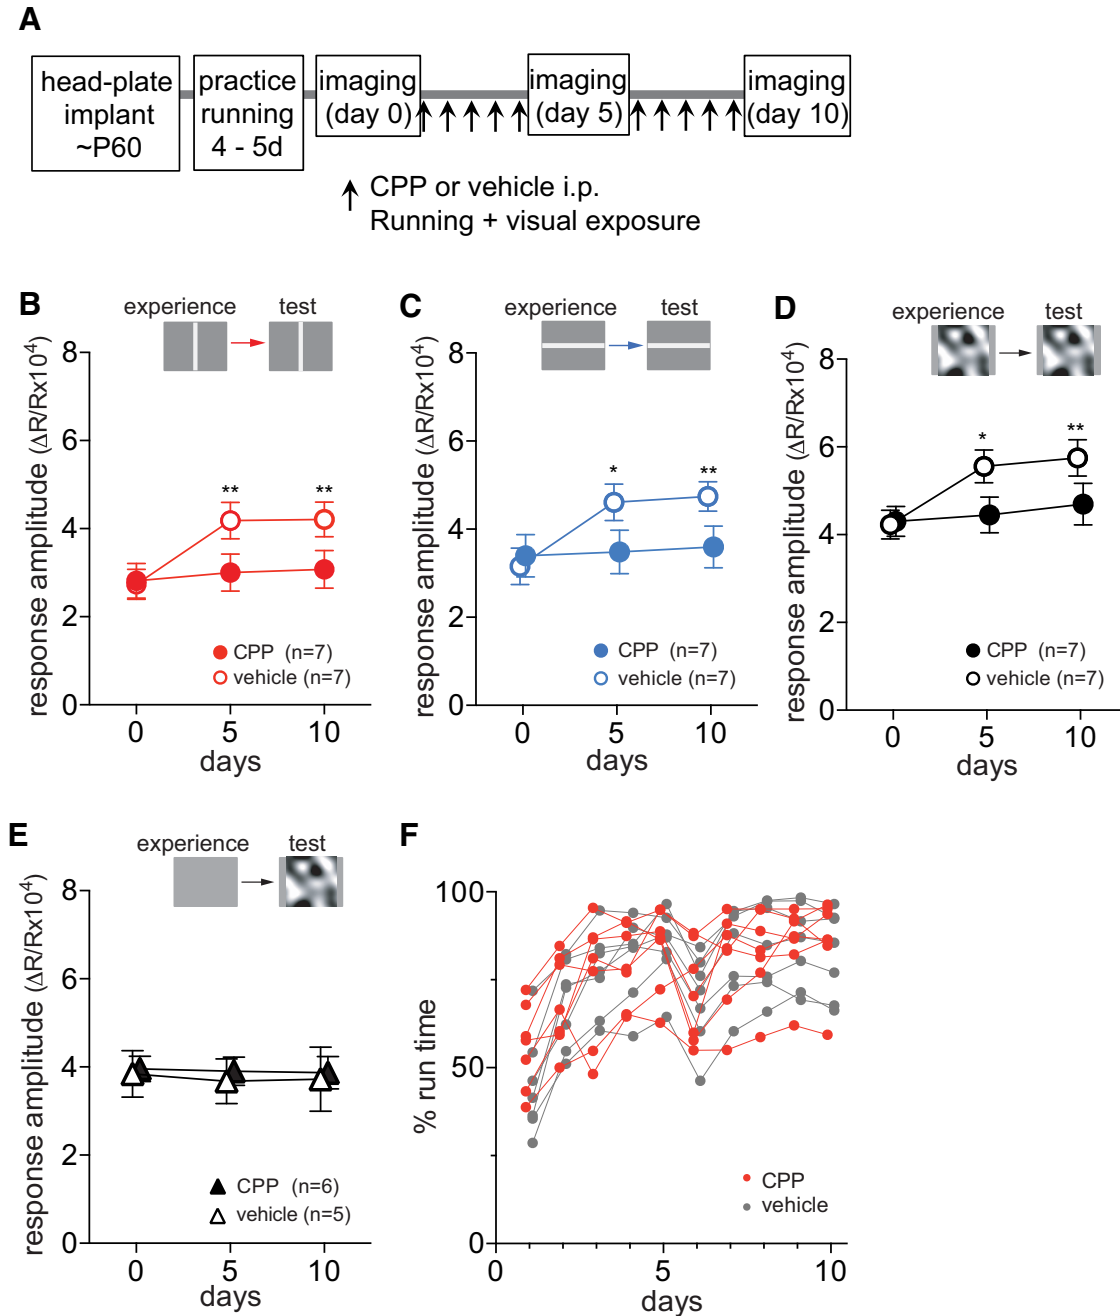 A
head-plate
implant
~P60
practice
running
4 - 5d
imaging
(day 0)
imaging
(day 5)
imaging
(day 10)
CPP or vehicle i.p.
Running + visual exposure
B
experience
test
response amplitude (ΔR/Rx10⁴)
8
6
4
2
0
**
**
CPP (n=7)
vehicle (n=7)
0
5
10
days
C
experience
test
response amplitude (ΔR/Rx10⁴)
8
6
4
2
0
*
**
CPP (n=7)
vehicle (n=7)
0
5
10
days
D
experience
test
response amplitude (ΔR/Rx10⁴)
8
6
4
2
0
*
**
CPP (n=7)
vehicle (n=7)
0
5
10
days
E
experience
test
response amplitude (ΔR/Rx10⁴)
8
6
4
2
0
CPP (n=6)
vehicle (n=5)
0
5
10
days
F
% run time
100
50
0
CPP
vehicle
0
5
10
days